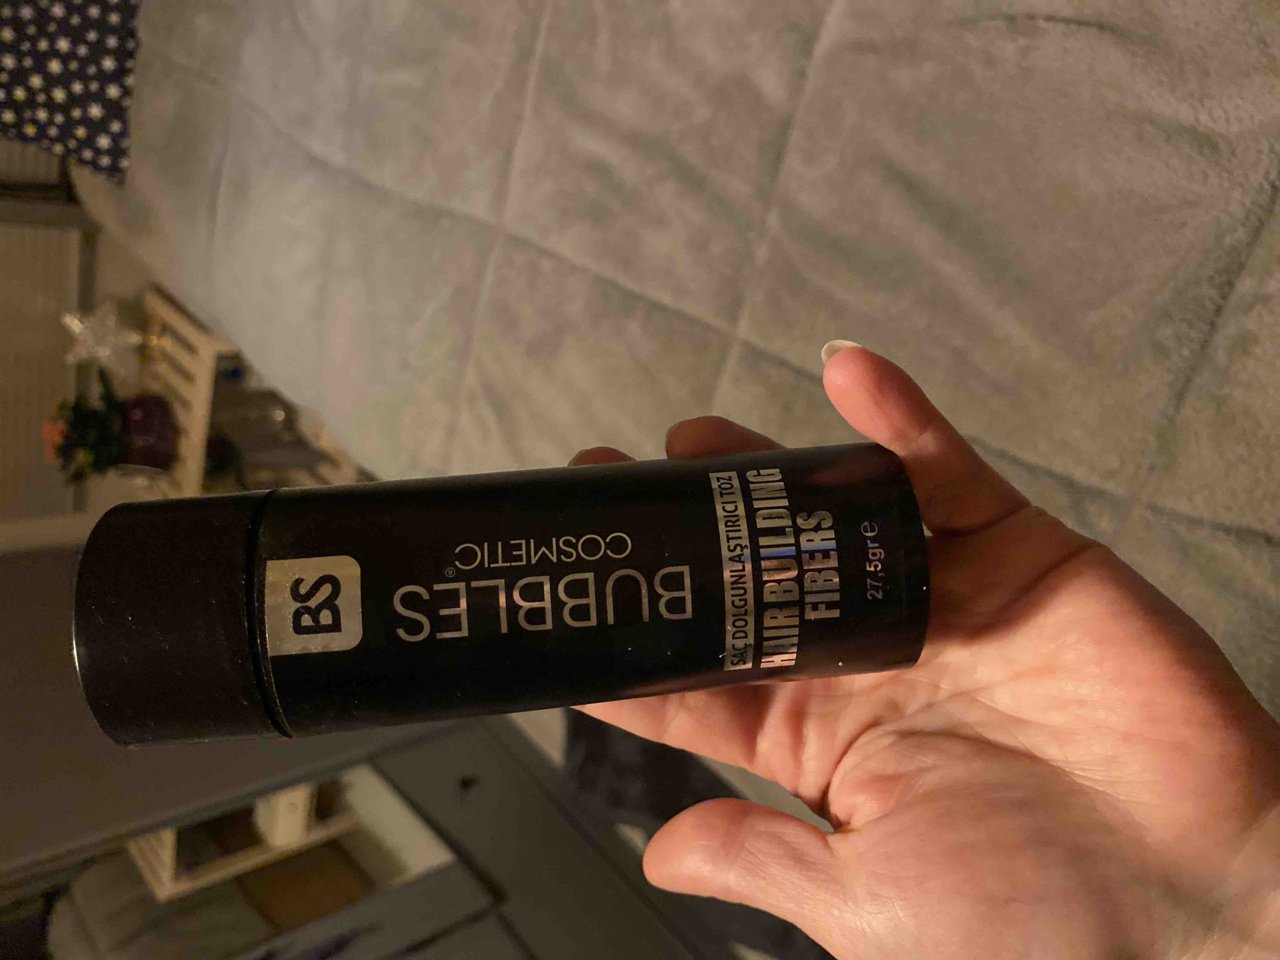 BS
BUBBLES®
COSMETIC
SAÇ DOLGUNLAŞTIRICI TOZ
HAIR BUILDING
FIBERS
27,5gr℮